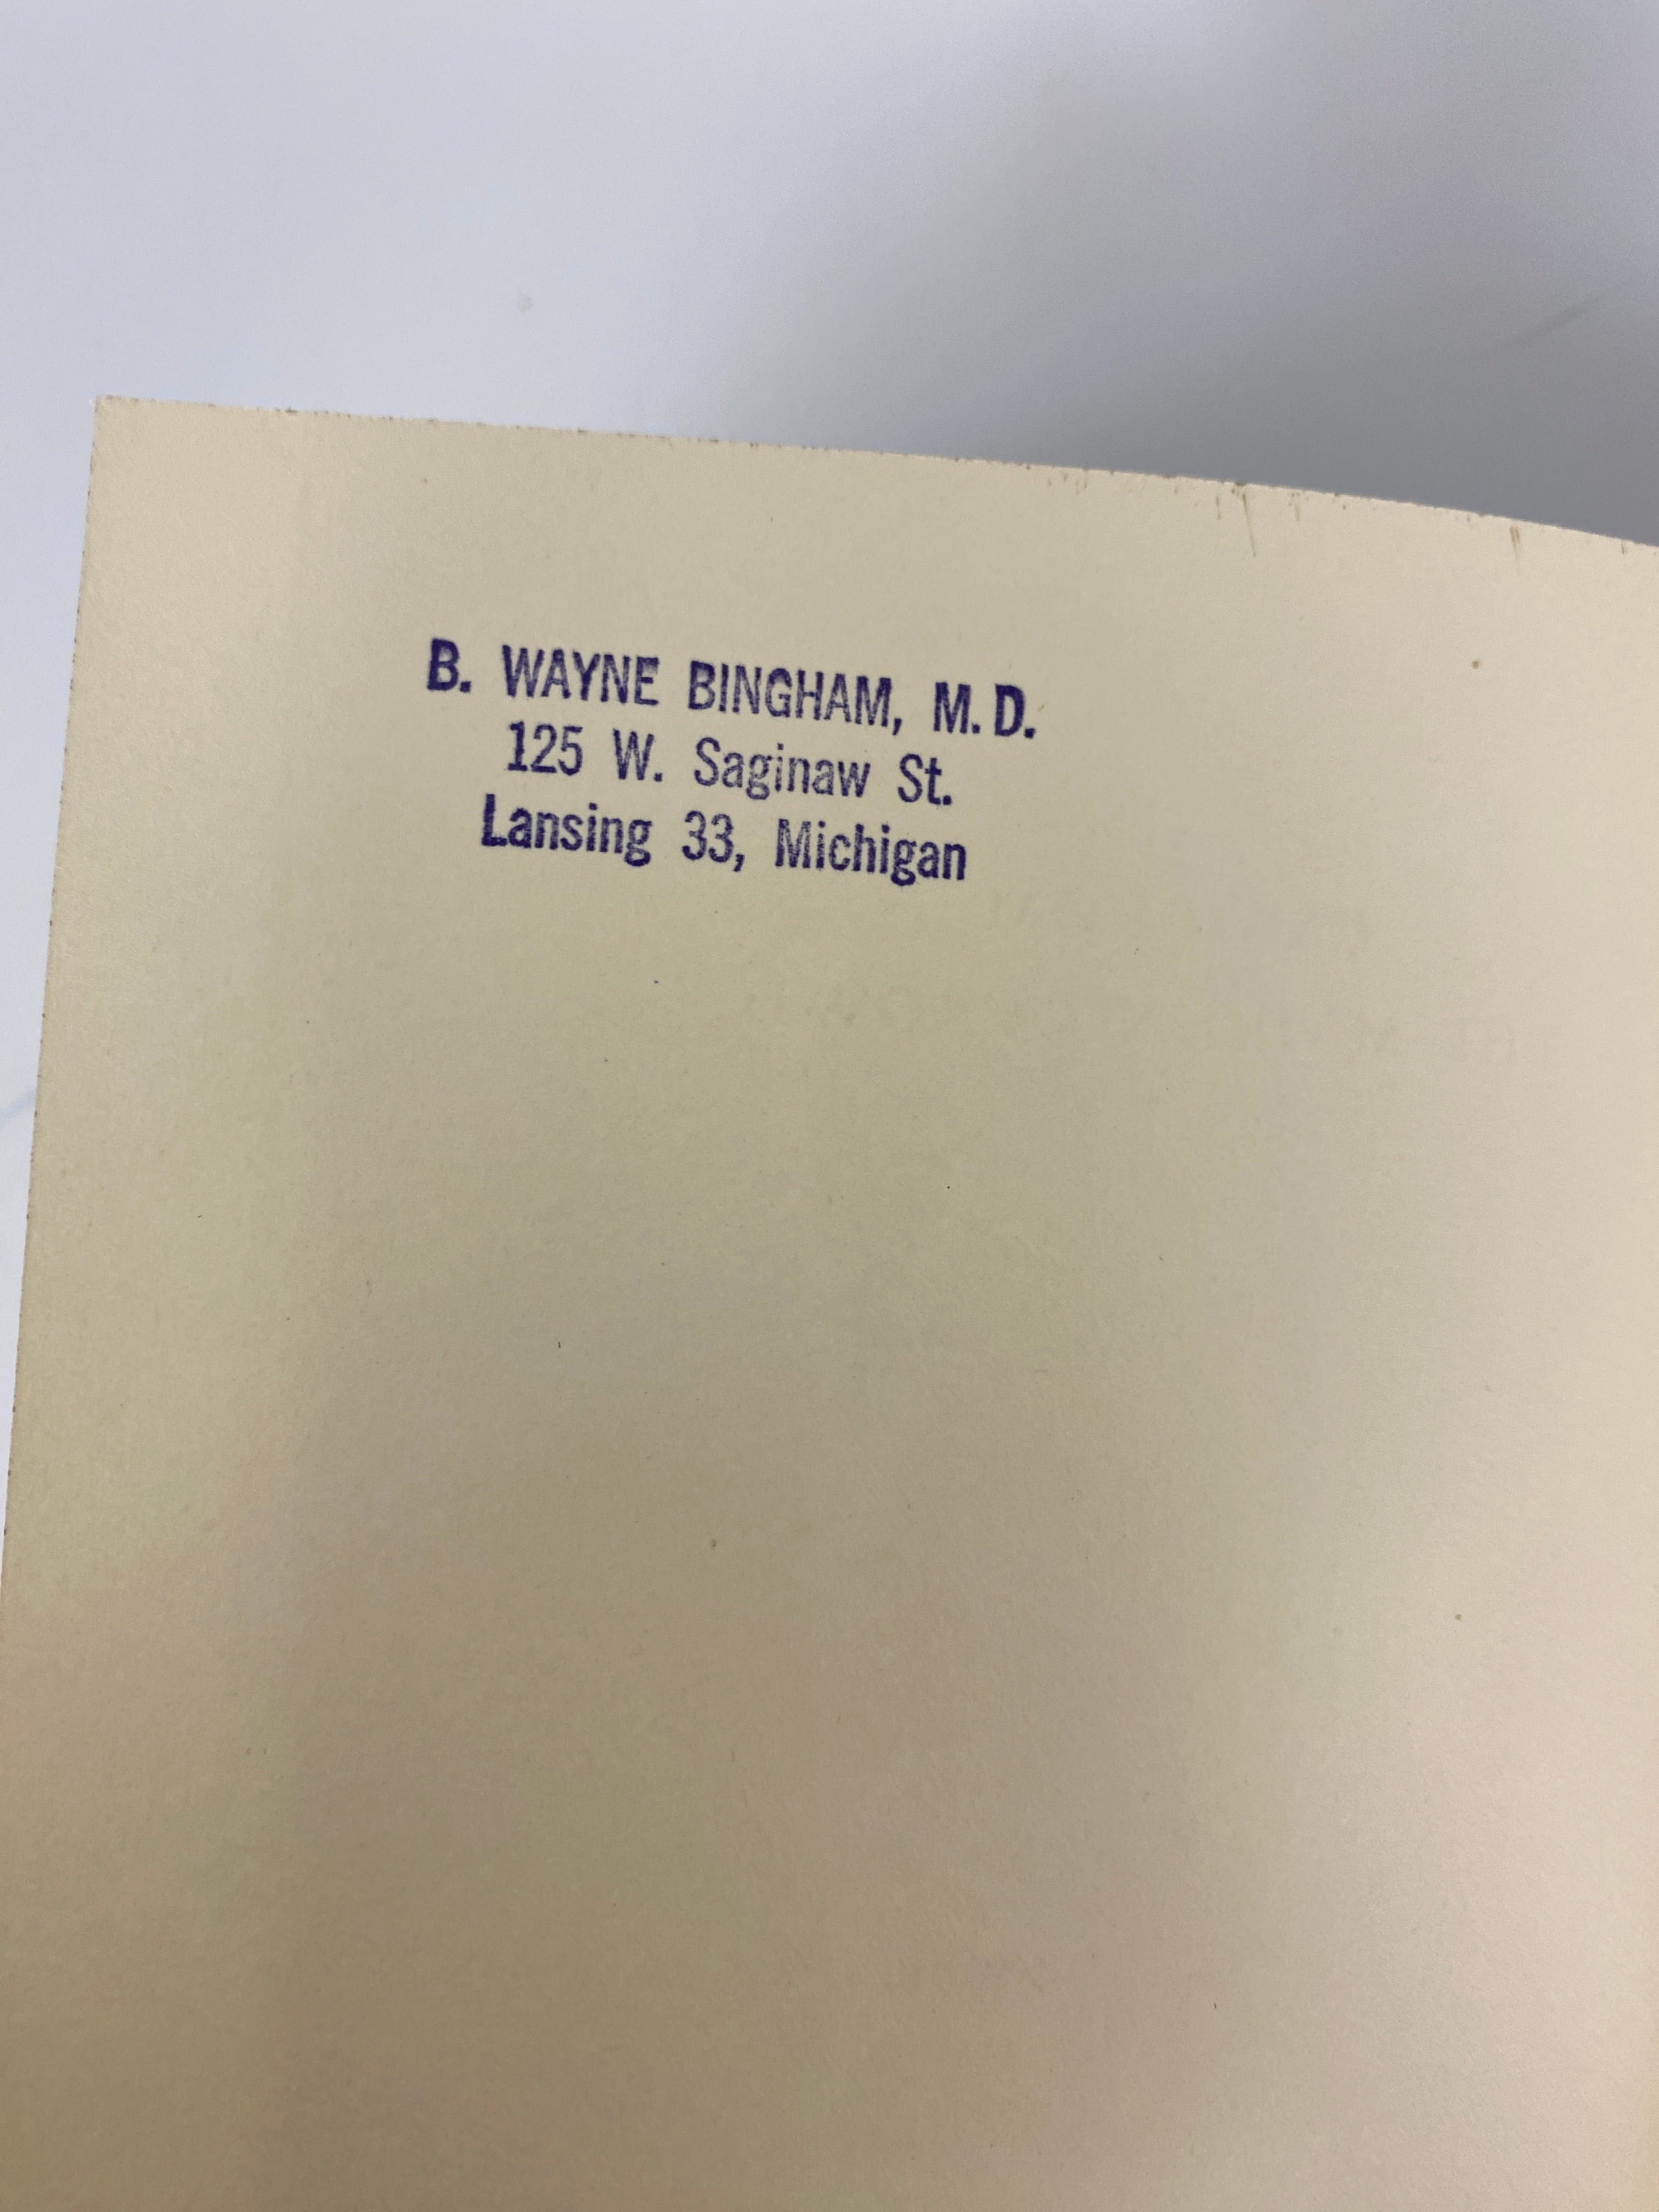 B. WAYNE BINGHAM, M.D.
125 W. Saginaw St.
Lansing 33, Michigan